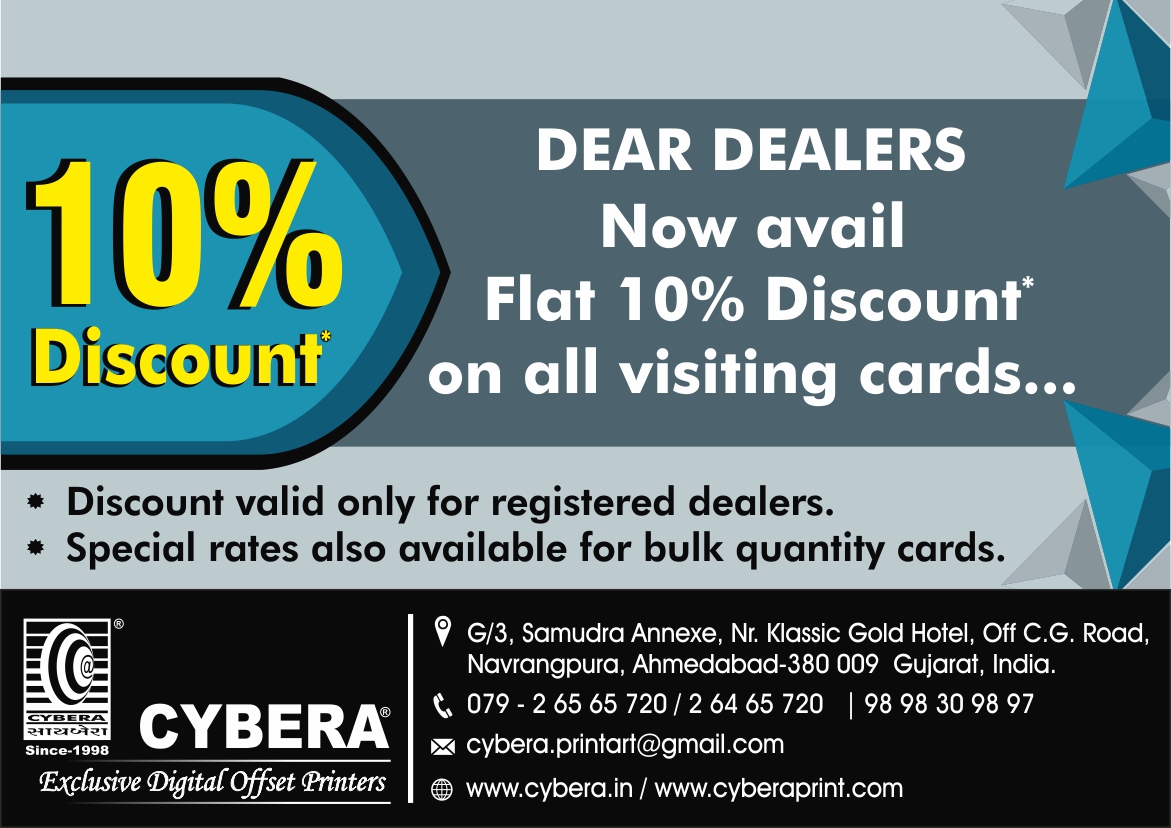 10%
Discount*
DEAR DEALERS
Now avail
Flat 10% Discount*
on all visiting cards...
Discount valid only for registered dealers.
Special rates also available for bulk quantity cards.
®
@
CYBERA
सायबेरा
Since-1998
CYBERA®
Exclusive Digital Offset Printers
G/3, Samudra Annexe, Nr. Klassic Gold Hotel, Off C.G. Road,
Navrangpura, Ahmedabad-380 009 Gujarat, India.
079 - 2 65 65 720 / 2 64 65 720 | 98 98 30 98 97
cybera.printart@gmail.com
www.cybera.in / www.cyberaprint.com